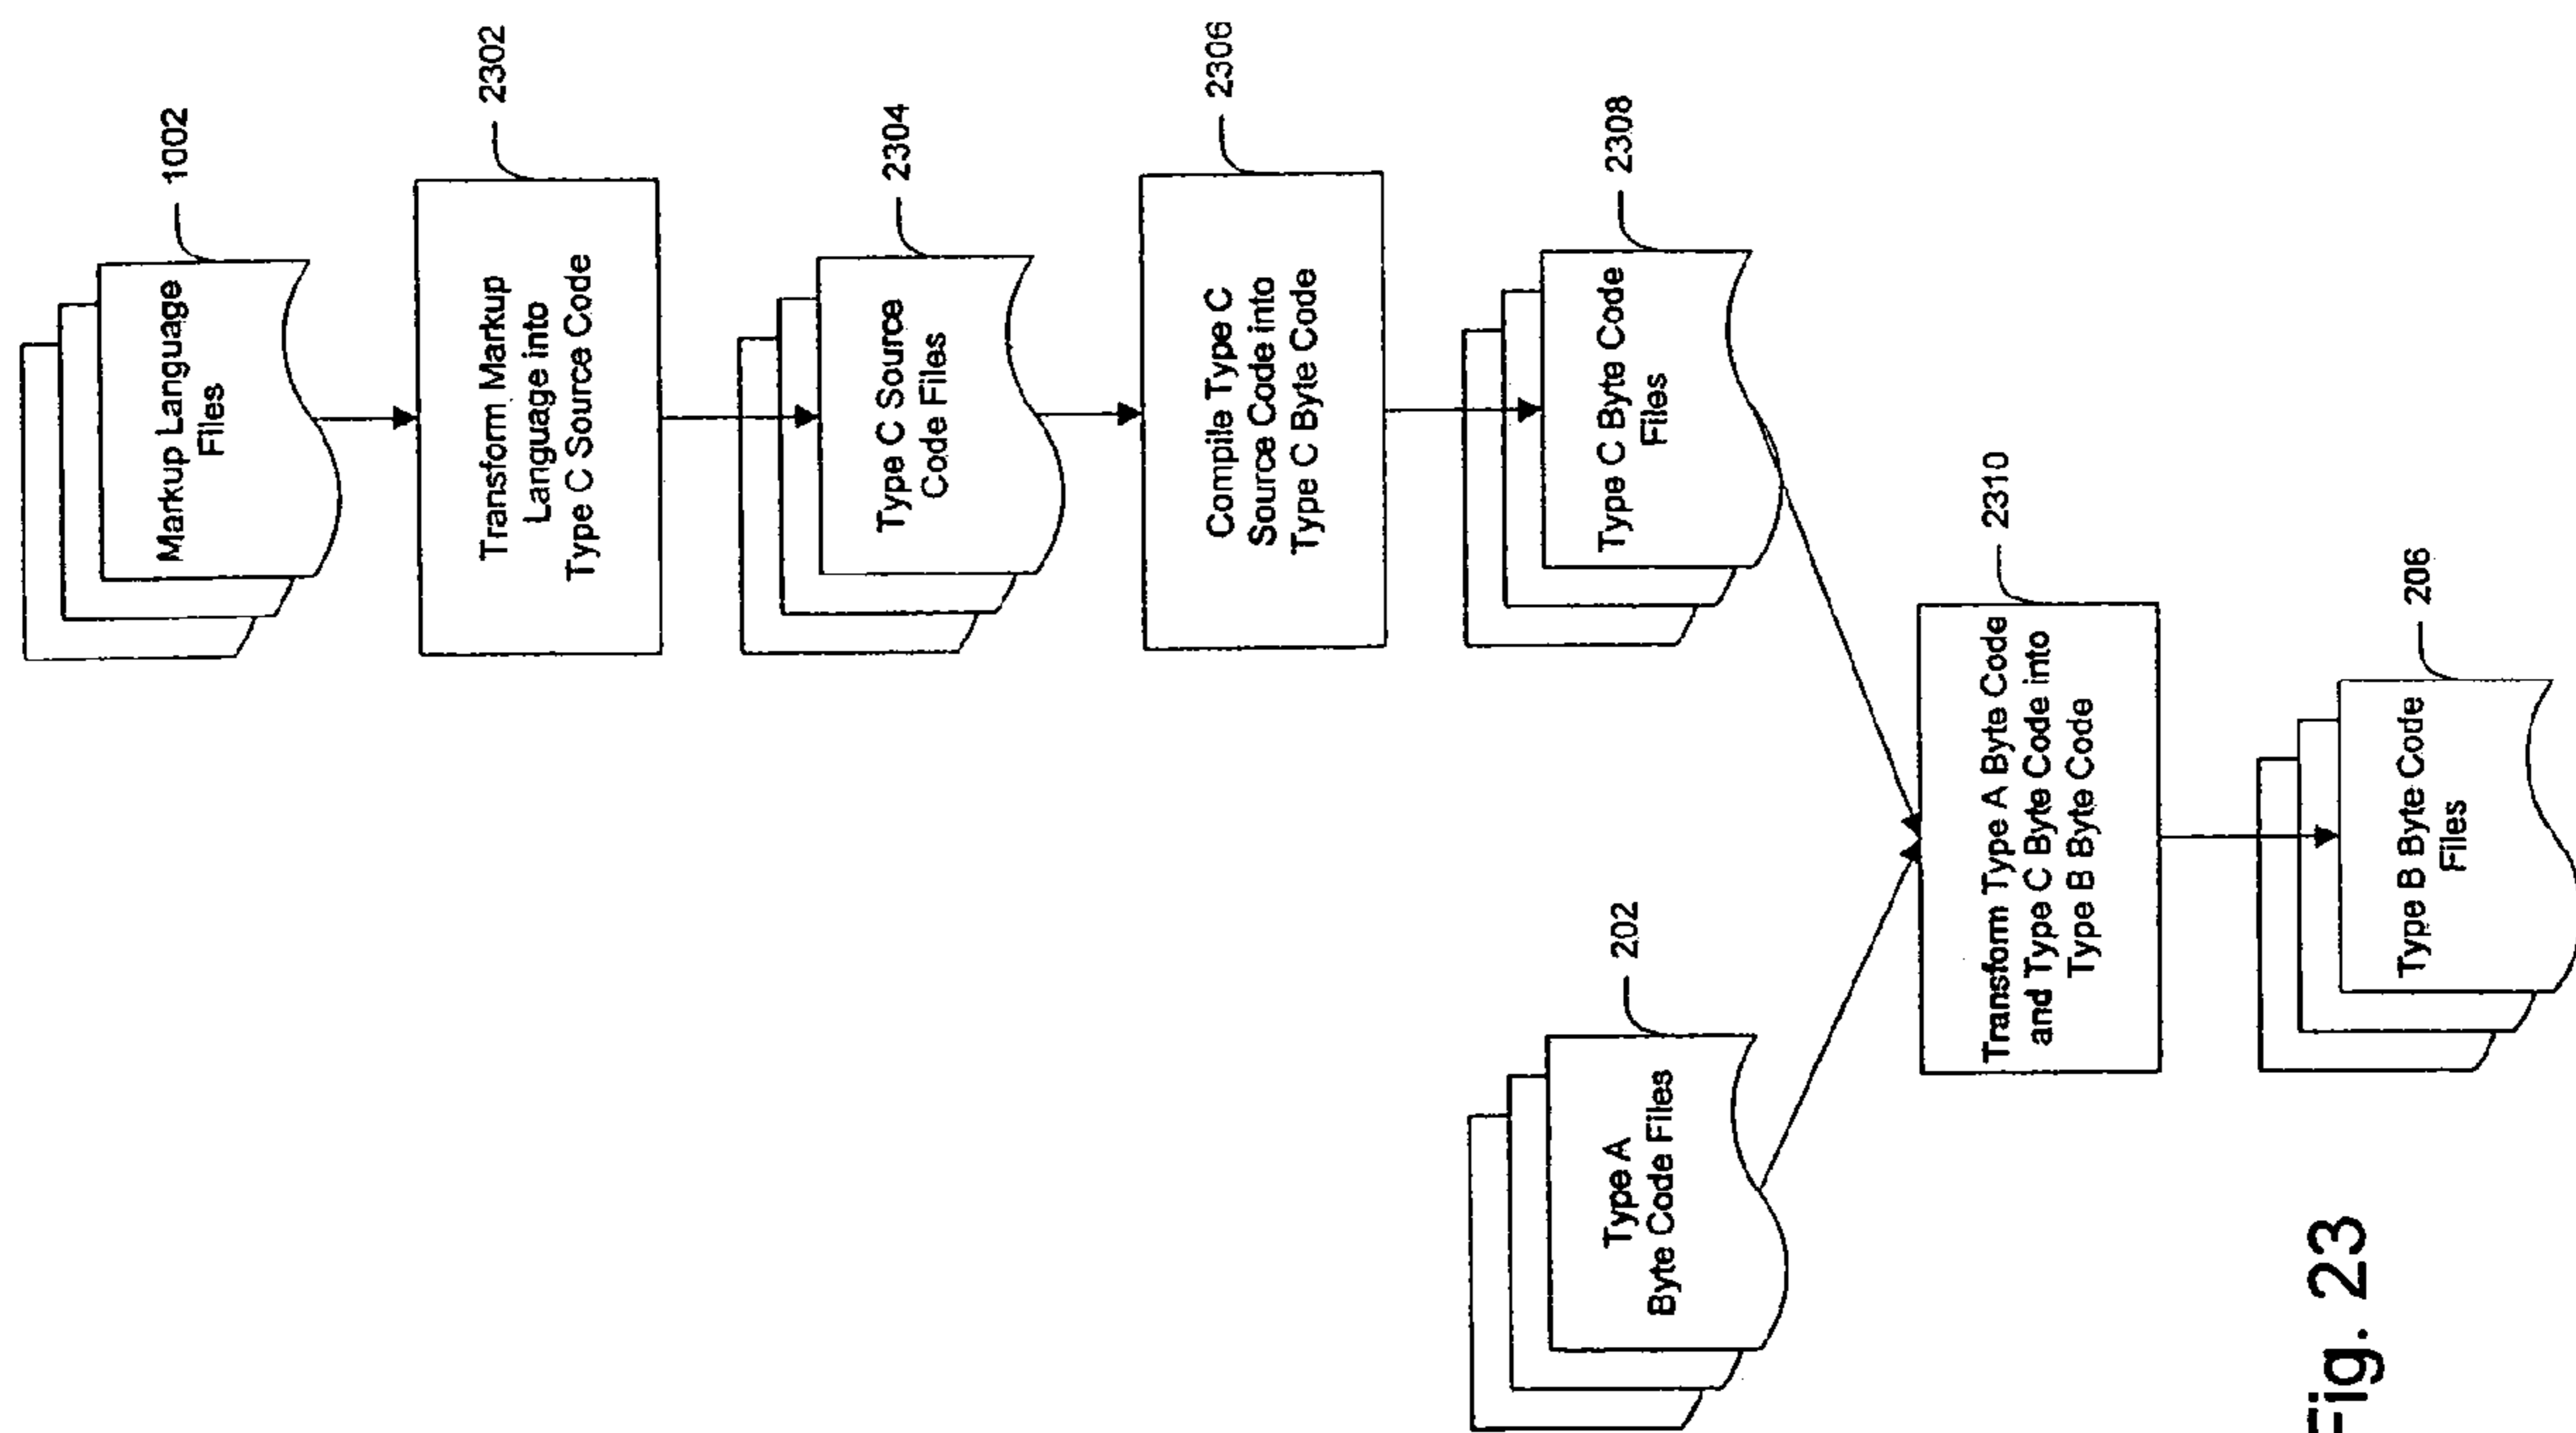 Markup Language
Files
1002
Transform Markup
Language into
Type C Source Code
2302
Type C Source
Code Files
2304
Compile Type C
Source Code into
Type C Byte Code
2306
Type C Byte Code
Files
2308
Type A
Byte Code Files
202
Transform Type A Byte Code
and Type C Byte Code into
Type B Byte Code
2310
Type B Byte Code
Files
206
Fig. 23